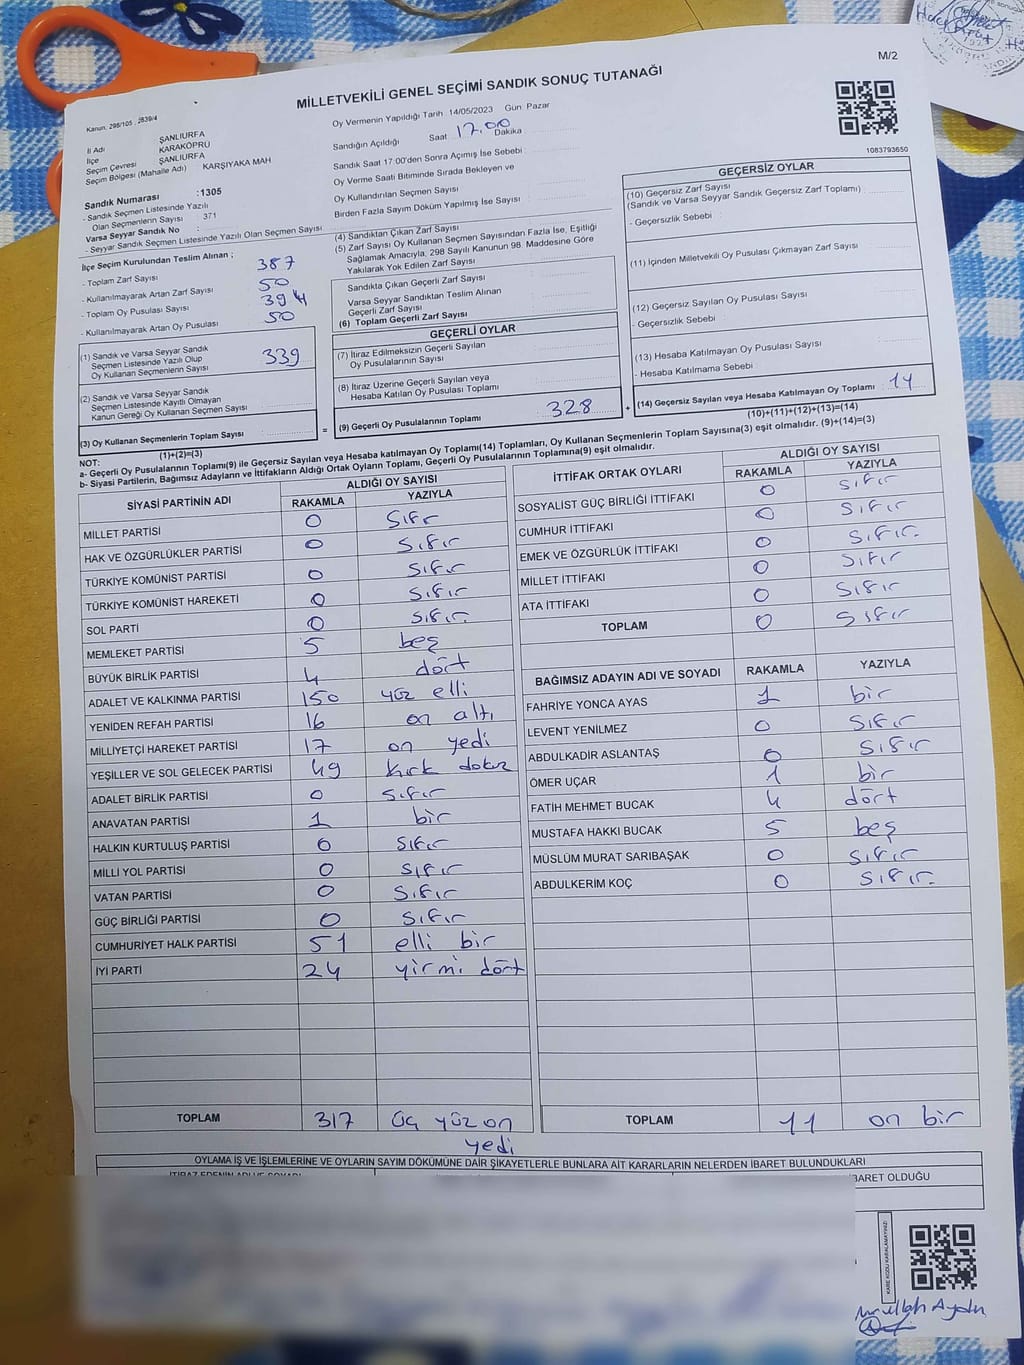 M/2
MİLLETVEKİLİ GENEL SEÇİMİ SANDIK SONUÇ TUTANAĞI
Kanun, 298/105 , 2839/4
İl Adı ŞANLIURFA
İlçe KARAKÖPRÜ
Seçim Çevresi ŞANLIURFA
Seçim Bölgesi (Mahalle Adı) KARŞIYAKA MAH
Sandık Numarası :1305
- Sandık Seçmen Listesinde Yazılı
Olan Seçmenlerin Sayısı : 371
Varsa Seyyar Sandık No :
- Seyyar Sandık Seçmen Listesinde Yazılı Olan Seçmen Sayısı :
İlçe Seçim Kurulundan Teslim Alınan ;
- Toplam Zarf Sayısı 387
- Kullanılmayarak Artan Zarf Sayısı 50
- Toplam Oy Pusulası Sayısı 394
- Kullanılmayarak Artan Oy Pusulası 50
(1) Sandık ve Varsa Seyyar Sandık
Seçmen Listesinde Yazılı Olup
Oy Kullanan Seçmenlerin Sayısı 339
(2) Sandık ve Varsa Seyyar Sandık
Seçmen Listesinde Kayıtlı Olmayan
Kanun Gereği Oy Kullanan Seçmen Sayısı
(3) Oy Kullanan Seçmenlerin Toplam Sayısı
(1)+(2)=(3)
Oy Vermenin Yapıldığı Tarih 14/05/2023 Gün Pazar
Sandığın Açıldığı Saat 17.00 Dakika
Sandık Saat 17:00'den Sonra Açımış İse Sebebi :
Oy Verme Saati Bitiminde Sırada Bekleyen ve
Oy Kullandırılan Seçmen Sayısı
Birden Fazla Sayım Döküm Yapılmış İse Sayısı :
(4) Sandıktan Çıkan Zarf Sayısı
(5) Zarf Sayısı Oy Kullanan Seçmen Sayısından Fazla İse, Eşitliği
Sağlamak Amacıyla, 298 Sayılı Kanunun 98. Maddesine Göre
Yakılarak Yok Edilen Zarf Sayısı
Sandıkta Çıkan Geçerli Zarf Sayısı
Varsa Seyyar Sandıktan Teslim Alınan
Geçerli Zarf Sayısı
(6) Toplam Geçerli Zarf Sayısı
GEÇERLİ OYLAR
(7) İtiraz Edilmeksizin Geçerli Sayılan
Oy Pusulalarının Sayısı
(8) İtiraz Üzerine Geçerli Sayılan veya
Hesaba Katılan Oy Pusulası Toplamı
= (9) Geçerli Oy Pusulalarının Toplamı 328 +
1083793650
GEÇERSİZ OYLAR
(10) Geçersiz Zarf Sayısı
(Sandık ve Varsa Seyyar Sandık Geçersiz Zarf Toplamı)
- Geçersizlik Sebebi :
(11) İçinden Milletvekili Oy Pusulası Çıkmayan Zarf Sayısı
(12) Geçersiz Sayılan Oy Pusulası Sayısı
- Geçersizlik Sebebi :
(13) Hesaba Katılmayan Oy Pusulası Sayısı
- Hesaba Katılmama Sebebi :
(14) Geçersiz Sayılan veya Hesaba Katılmayan Oy Toplamı 14
(10)+(11)+(12)+(13)=(14)
NOT:
a- Geçerli Oy Pusulalarının Toplamı(9) ile Geçersiz Sayılan veya Hesaba katılmayan Oy Toplamı(14) Toplamları, Oy Kullanan Seçmenlerin Toplam Sayısına(3) eşit olmalıdır. (9)+(14)=(3)
b- Siyasi Partilerin, Bağımsız Adayların ve İttifakların Aldığı Ortak Oyların Toplamı, Geçerli Oy Pusulalarının Toplamına(9) eşit olmalıdır.
SİYASİ PARTİNİN ADI ALDIĞI OY SAYISI
RAKAMLA YAZIYLA
MİLLET PARTİSİ 0 Sıfır
HAK VE ÖZGÜRLÜKLER PARTİSİ 0 Sıfır
TÜRKİYE KOMÜNİST PARTİSİ 0 Sıfır
TÜRKİYE KOMÜNİST HAREKETİ 0 Sıfır
SOL PARTİ 0 Sıfır
MEMLEKET PARTİSİ 5 beş
BÜYÜK BİRLİK PARTİSİ 4 dört
ADALET VE KALKINMA PARTİSİ 150 yüz elli
YENİDEN REFAH PARTİSİ 16 on altı
MİLLİYETÇİ HAREKET PARTİSİ 17 on yedi
YEŞİLLER VE SOL GELECEK PARTİSİ 49 kırk dokuz
ADALET BİRLİK PARTİSİ 0 Sıfır
ANAVATAN PARTİSİ 1 bir
HALKIN KURTULUŞ PARTİSİ 0 Sıfır
MİLLİ YOL PARTİSİ 0 Sıfır
VATAN PARTİSİ 0 Sıfır
GÜÇ BİRLİĞİ PARTİSİ 0 Sıfır
CUMHURİYET HALK PARTİSİ 51 elli bir
İYİ PARTİ 24 yirmi dört
TOPLAM 317 üç yüz on
yedi
İTTİFAK ORTAK OYLARI ALDIĞI OY SAYISI
RAKAMLA YAZIYLA
SOSYALİST GÜÇ BİRLİĞİ İTTİFAKI 0 sıfır
CUMHUR İTTİFAKI 0 sıfır
EMEK VE ÖZGÜRLÜK İTTİFAKI 0 sıfır.
MİLLET İTTİFAKI 0 sıfır
ATA İTTİFAKI 0 sıfır
TOPLAM 0 sıfır
BAĞIMSIZ ADAYIN ADI VE SOYADI RAKAMLA YAZIYLA
FAHRİYE YONCA AYAS 1 bir
LEVENT YENİLMEZ 0 Sıfır
ABDULKADİR ASLANTAŞ 0 Sıfır
ÖMER UÇAR 1 bir
FATİH MEHMET BUCAK 4 dört
MUSTAFA HAKKI BUCAK 5 beş
MÜSLÜM MURAT SARIBAŞAK 0 Sıfır
ABDULKERİM KOÇ 0 Sıfır.
TOPLAM 11 on bir
OYLAMA İŞ VE İŞLEMLERİNE VE OYLARIN SAYIM DÖKÜMÜNE DAİR ŞİKAYETLERLE BUNLARA AİT KARARLARIN NELERDEN İBARET BULUNDUKLARI
İTİRAZ EDENİN ADI VE SOYADI
İBARET OLDUĞU
KARE KODU KARALAMAYINIZ!
Nurullah Aydın